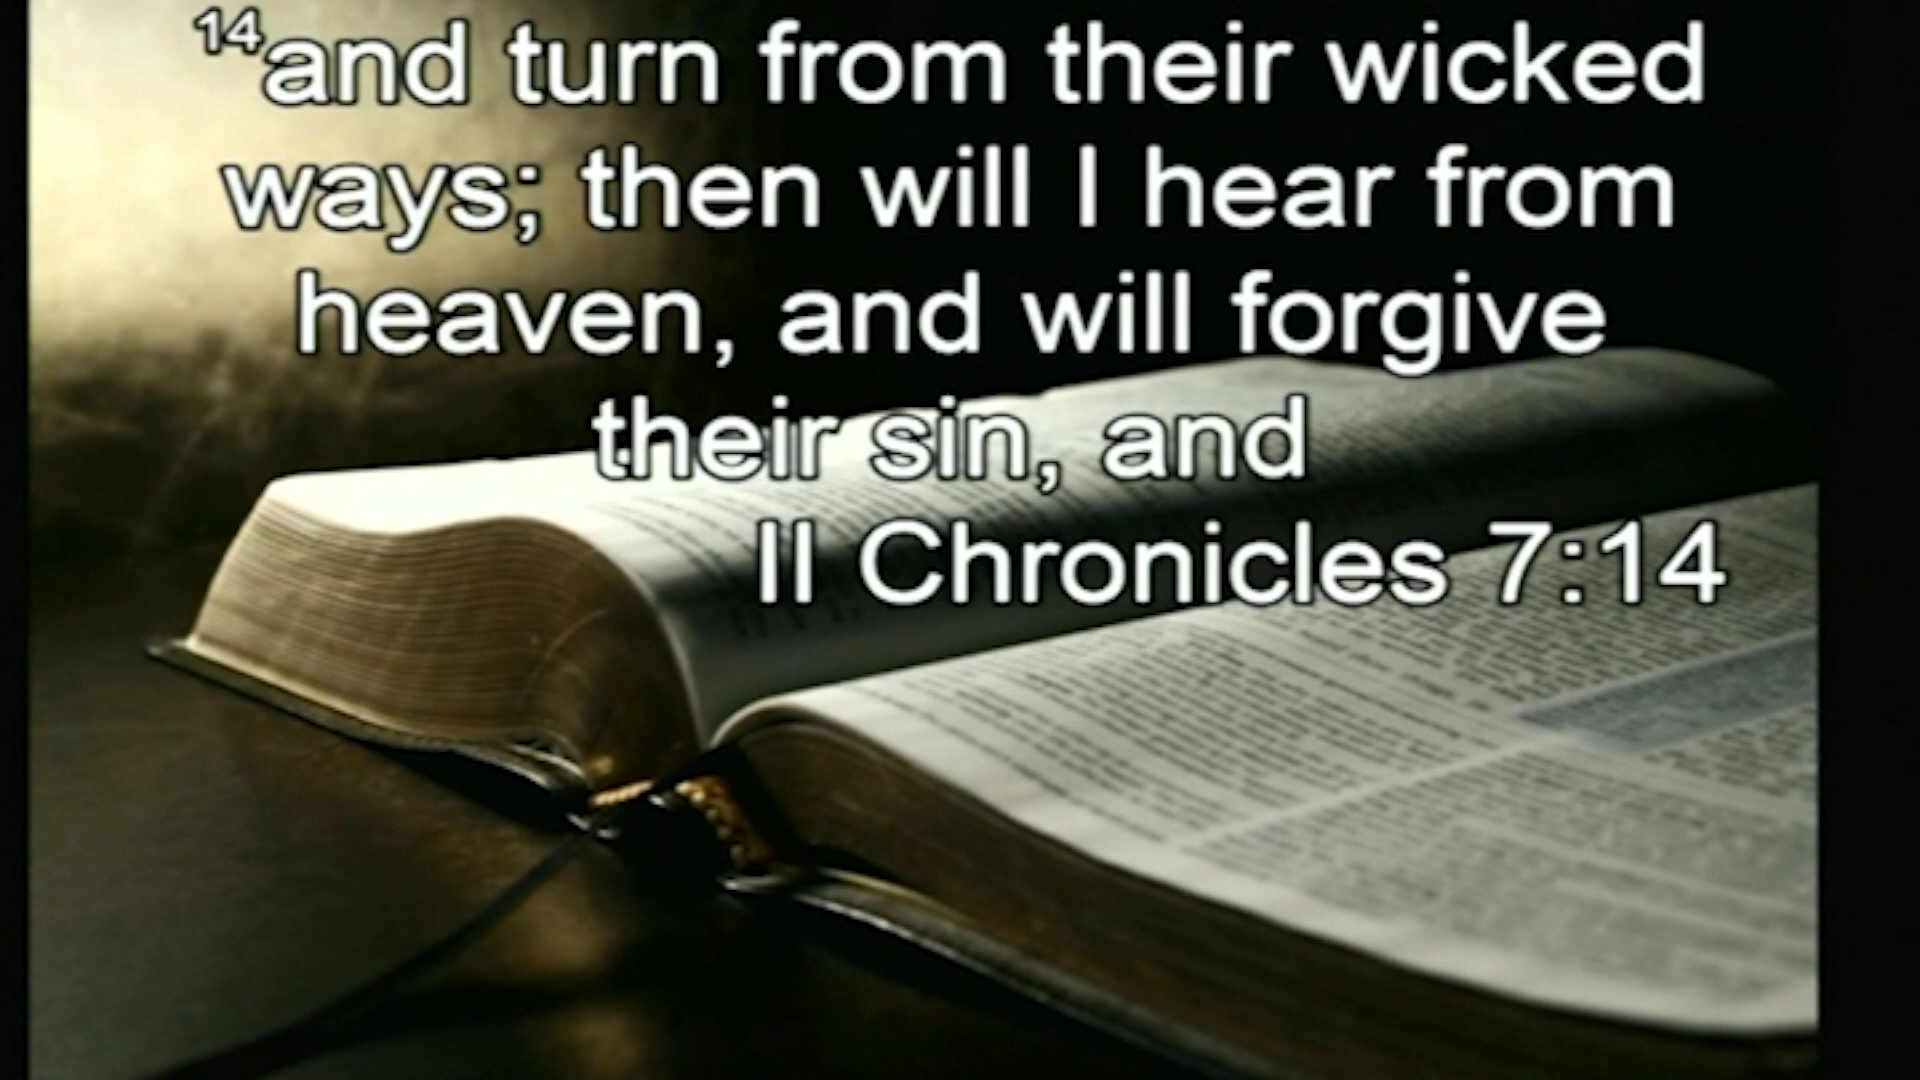 14and turn from their wicked
ways; then will I hear from
heaven, and will forgive
their sin, and
II Chronicles 7:14